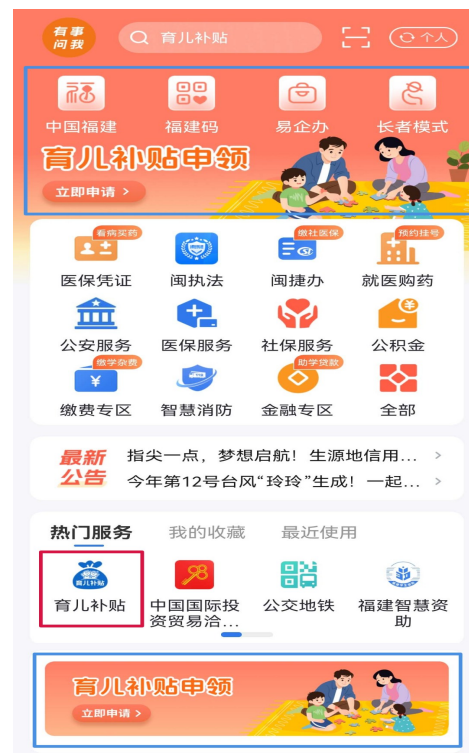 有事
问我
育儿补贴
个人
中国福建 福建码 易企办 长者模式
育儿补贴申领
立即申请 >
看病买药 缴社医保 预约挂号
医保凭证 闽执法 闽捷办 就医购药
公安服务 医保服务 社保服务 公积金
缴学杂费 助学贷款
缴费专区 智慧消防 金融专区 全部
最新 指尖一点，梦想启航！生源地信用... >
公告 今年第12号台风“玲玲”生成！一起... >
热门服务 我的收藏 最近使用
育儿补贴 98
育儿补贴 中国国际投 公交地铁 福建智慧资
资贸易洽... 助
育儿补贴申领
立即申请 >